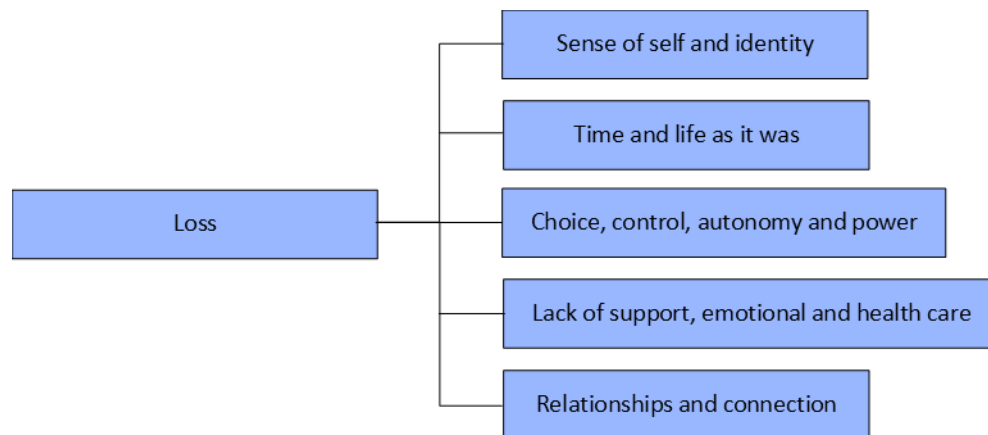 Sense of self and identity
Time and life as it was
Loss
Choice, control, autonomy and power
Lack of support, emotional and health care
Relationships and connection